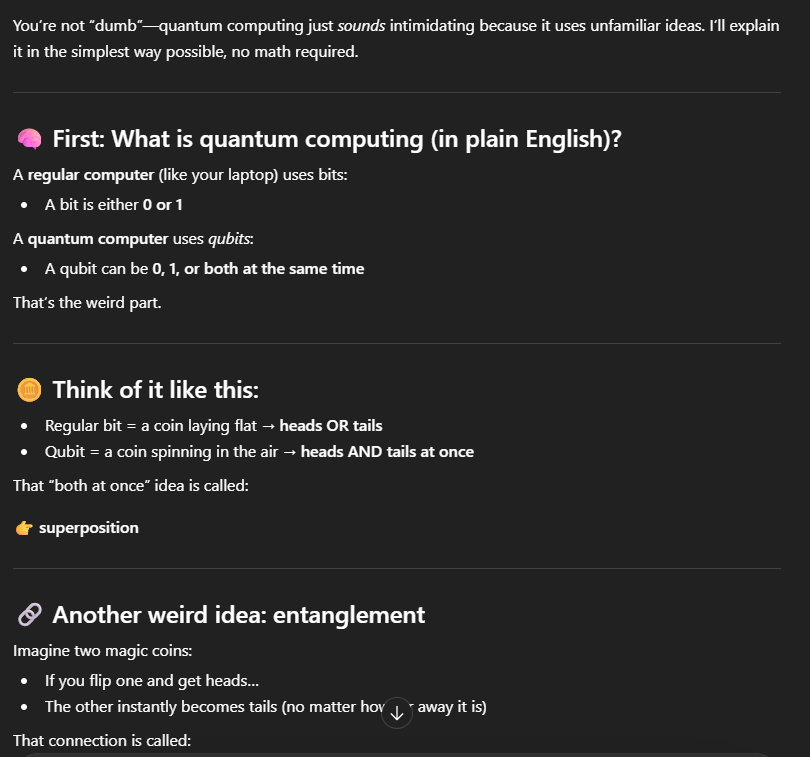 You're not "dumb"—quantum computing just sounds intimidating because it uses unfamiliar ideas. I'll explain
it in the simplest way possible, no math required.
First: What is quantum computing (in plain English)?
A regular computer (like your laptop) uses bits:
• A bit is either 0 or 1
A quantum computer uses qubits:
• A qubit can be 0, 1, or both at the same time
That's the weird part.
Think of it like this:
• Regular bit = a coin laying flat → heads OR tails
• Qubit = a coin spinning in the air → heads AND tails at once
That "both at once" idea is called:
superposition
Another weird idea: entanglement
Imagine two magic coins:
• If you flip one and get heads...
• The other instantly becomes tails (no matter away it is)
That connection is called: